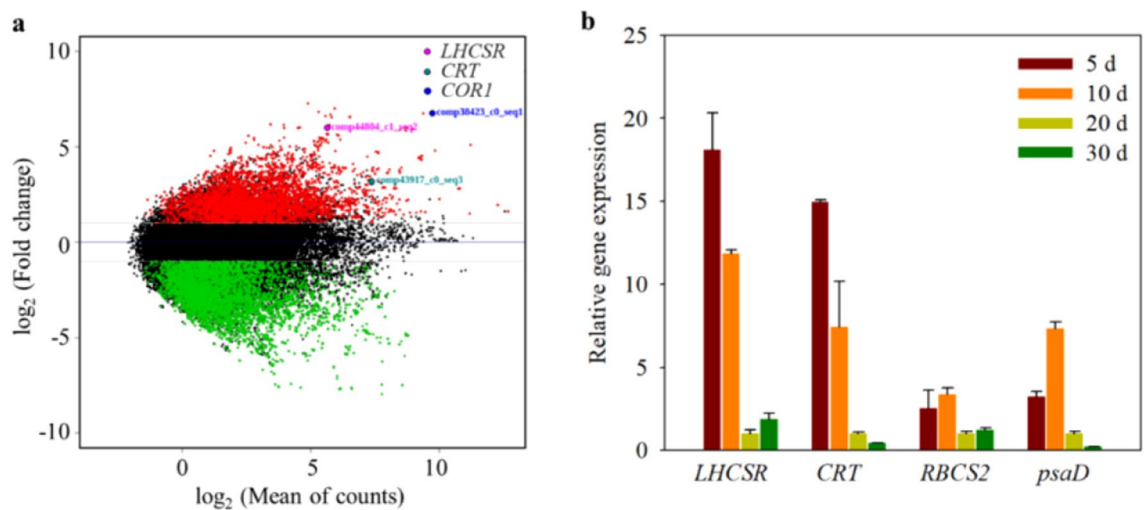 a
10
5
0
-5
-10
log2 (Fold change)
LHCSR
CRT
COR1
comp38423_c0_seq1
comp44804_c1_seq2
comp43917_c0_seq3
0
5
10
log2 (Mean of counts)
b
25
20
15
10
5
0
Relative gene expression
5 d
10 d
20 d
30 d
LHCSR
CRT
RBCS2
psaD